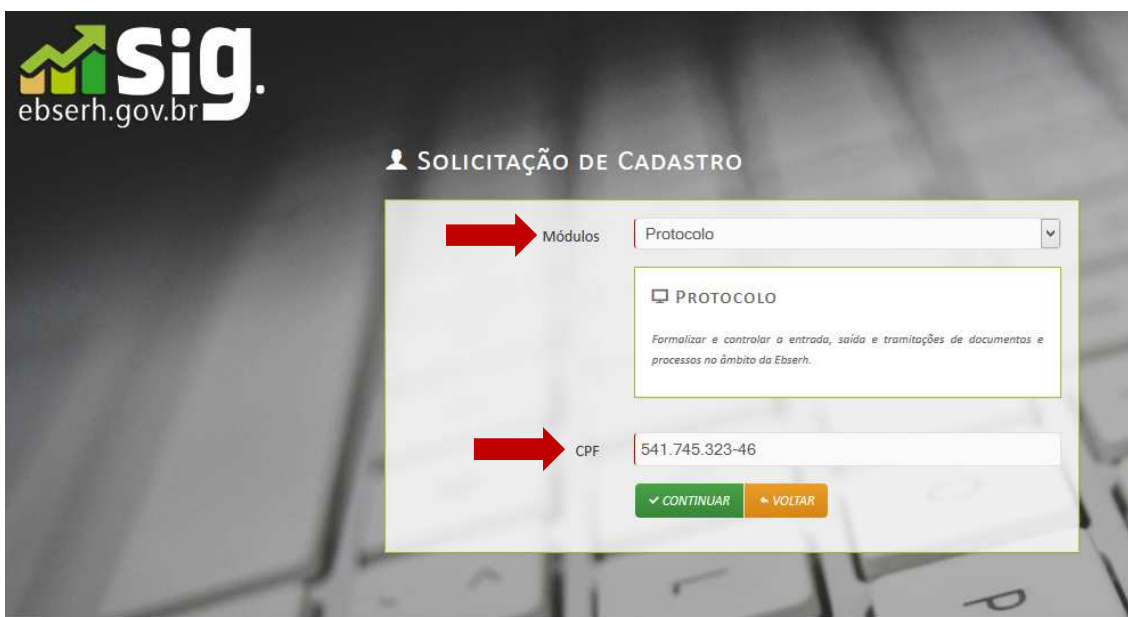 Sig.
ebserh.gov.br
SOLICITAÇÃO DE CADASTRO
Módulos
Protocolo
PROTOCOLO
Formalizar e controlar a entrada, saída e tramitações de documentos e
processos no âmbito da Ebserh.
CPF
541.745.323-46
CONTINUAR
VOLTAR
P